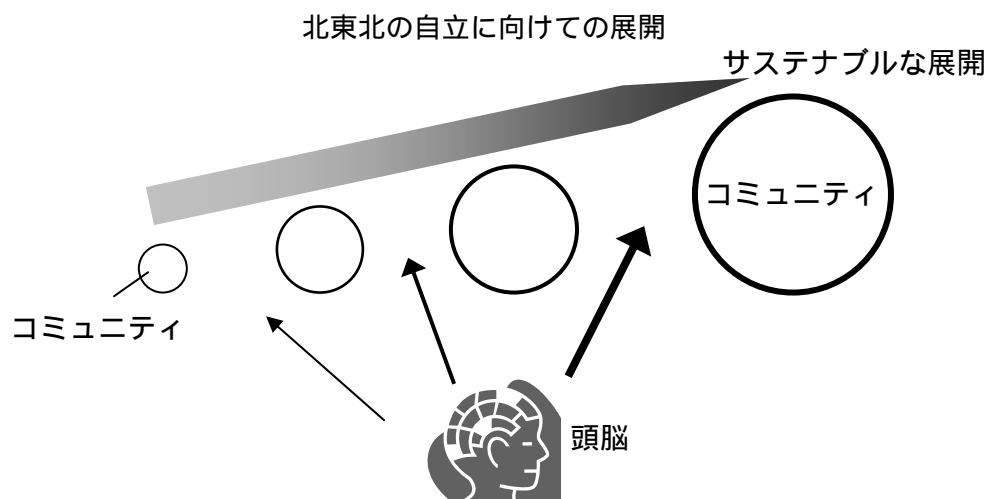 北東北の自立に向けての展開
サステナブルな展開
コミュニティ
コミュニティ
頭脳